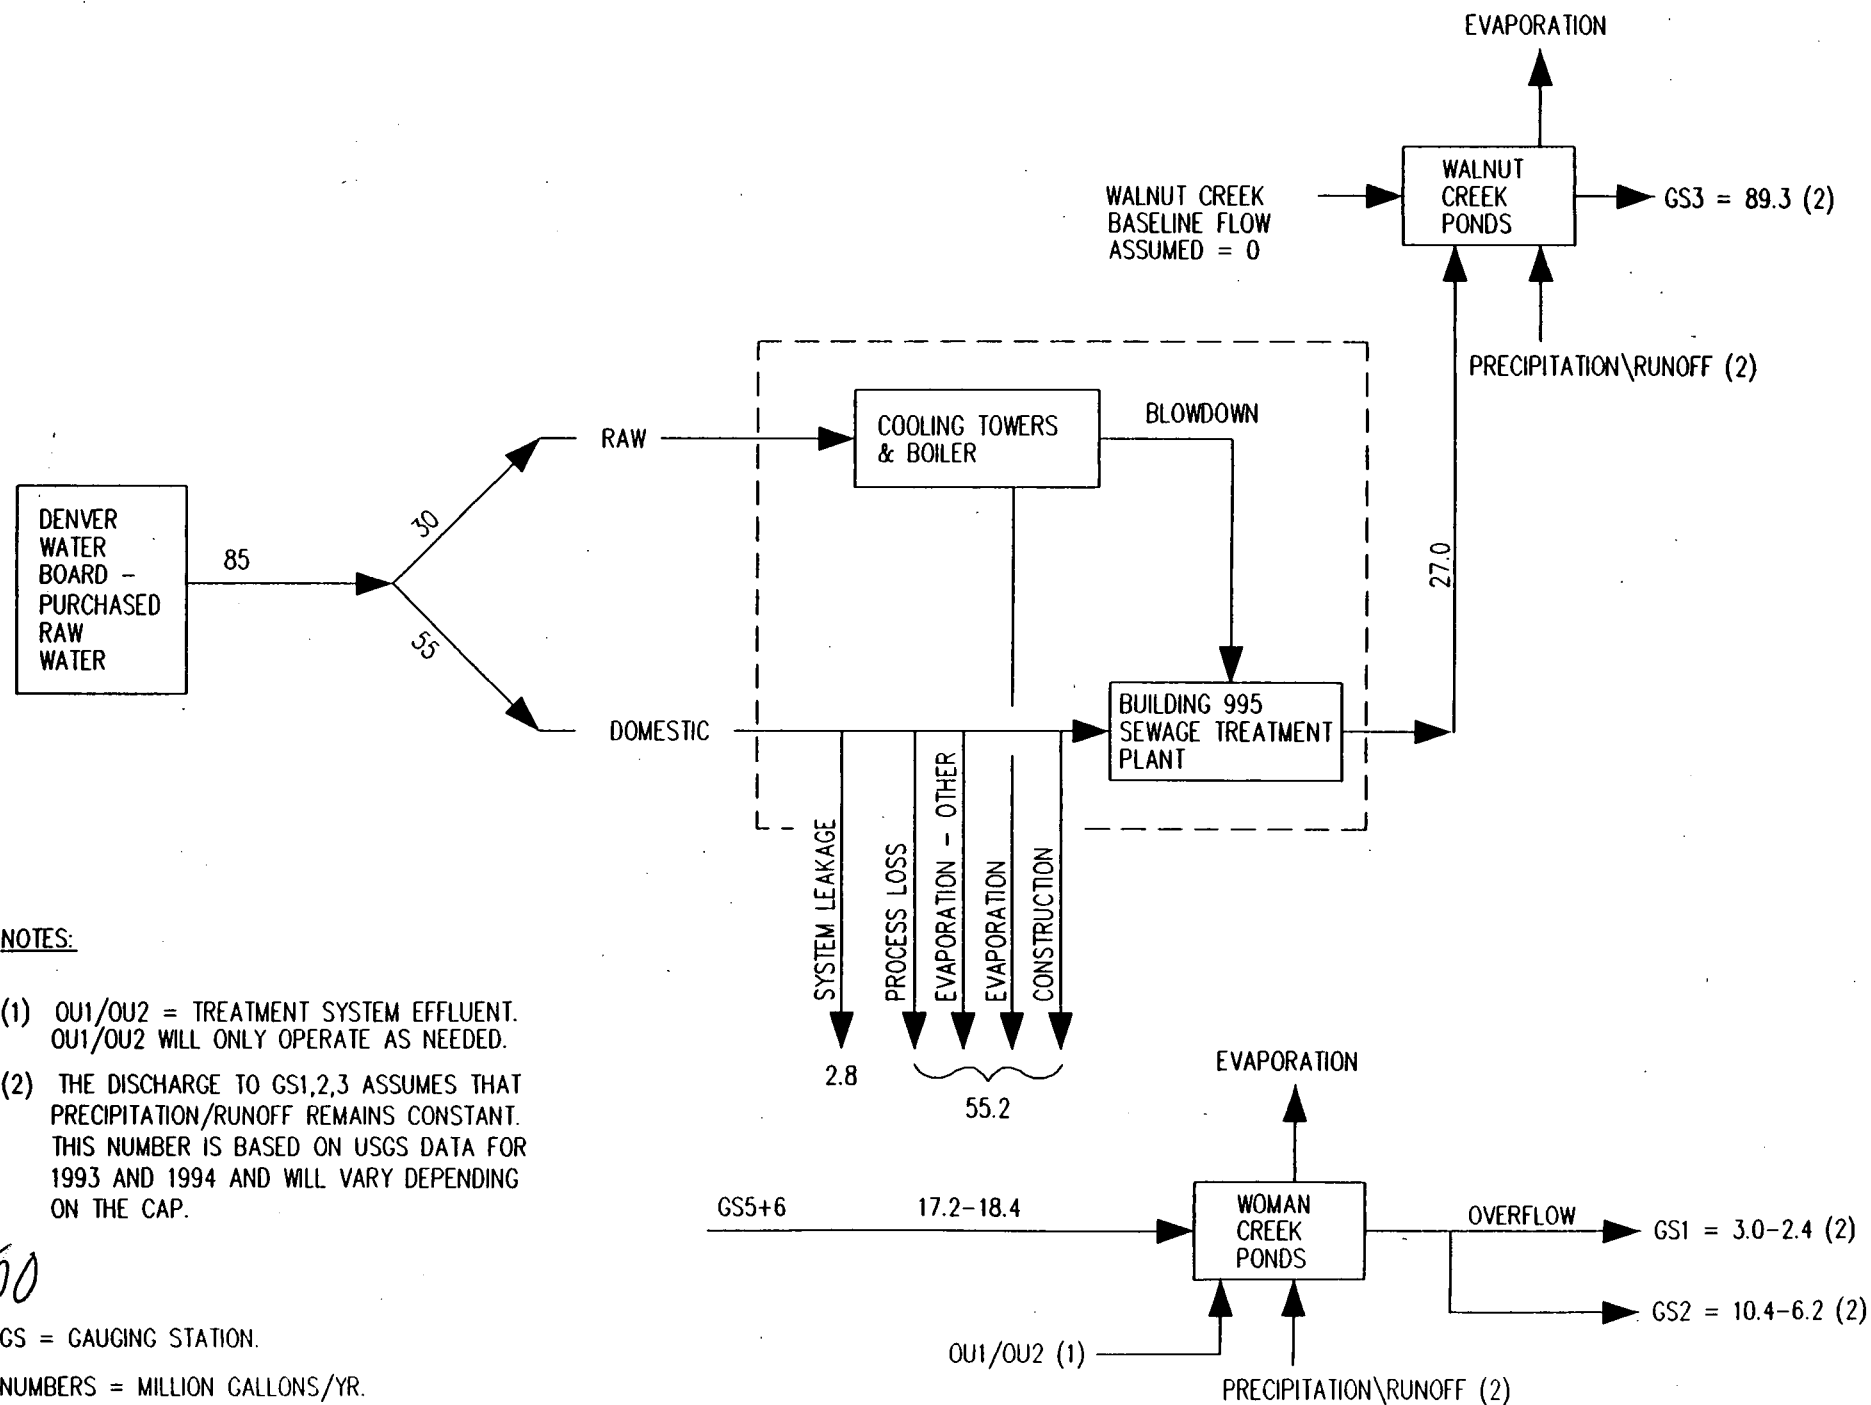 EVAPORATION
WALNUT CREEK
BASELINE FLOW
ASSUMED = 0
WALNUT
CREEK
PONDS
GS3 = 89.3 (2)
PRECIPITATION\RUNOFF (2)
RAW
COOLING TOWERS
& BOILER
BLOWDOWN
DENVER
WATER
BOARD -
PURCHASED
RAW
WATER
85
30
55
27.0
DOMESTIC
BUILDING 995
SEWAGE TREATMENT
PLANT
SYSTEM LEAKAGE
PROCESS LOSS
EVAPORATION - OTHER
EVAPORATION
CONSTRUCTION
2.8
55.2
NOTES:
(1) OU1/OU2 = TREATMENT SYSTEM EFFLUENT.
OU1/OU2 WILL ONLY OPERATE AS NEEDED.
(2) THE DISCHARGE TO GS1,2,3 ASSUMES THAT
PRECIPITATION/RUNOFF REMAINS CONSTANT.
THIS NUMBER IS BASED ON USGS DATA FOR
1993 AND 1994 AND WILL VARY DEPENDING
ON THE CAP.
GS = GAUGING STATION.
NUMBERS = MILLION GALLONS/YR.
EVAPORATION
GS5+6
17.2-18.4
WOMAN
CREEK
PONDS
OVERFLOW
GS1 = 3.0-2.4 (2)
GS2 = 10.4-6.2 (2)
OU1/OU2 (1)
PRECIPITATION\RUNOFF (2)